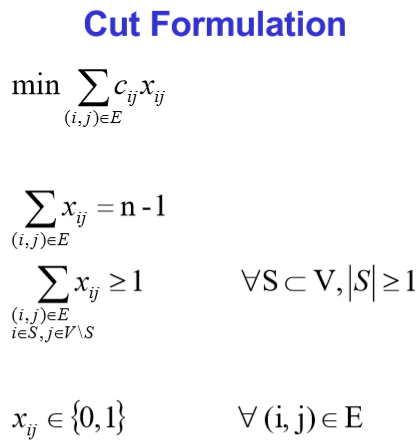 Cut Formulation
min ∑ c_{ij} x_{ij}
(i,j)∈E
∑ x_{ij} = n - 1
(i,j)∈E
∑ x_{ij} ≥ 1 ∀S ⊂ V, |S| ≥ 1
(i,j)∈E
i∈S, j∈V\S
x_{ij} ∈ {0,1} ∀ (i, j) ∈ E